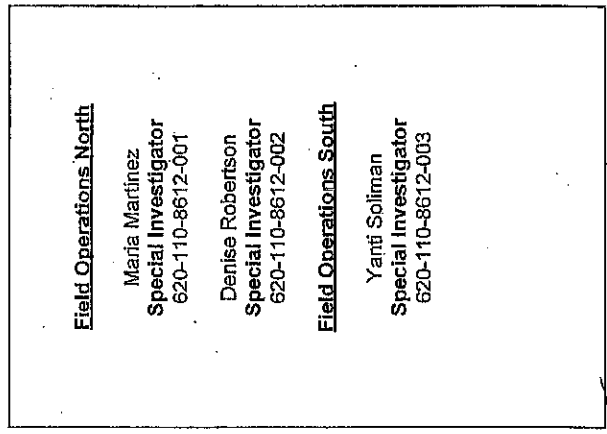 Field Operations North
Maria Martinez
Special Investigator
620-110-8612-001
Denise Robertson
Special Investigator
620-110-8612-002
Field Operations South
Yanti Soliman
Special Investigator
620-110-8612-003